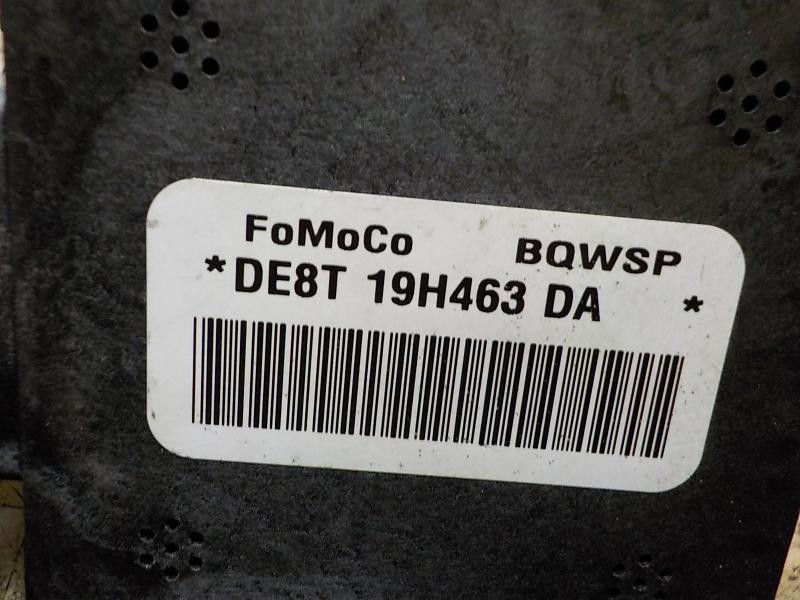 FoMoCo BQWSP
*DE8T 19H463 DA *